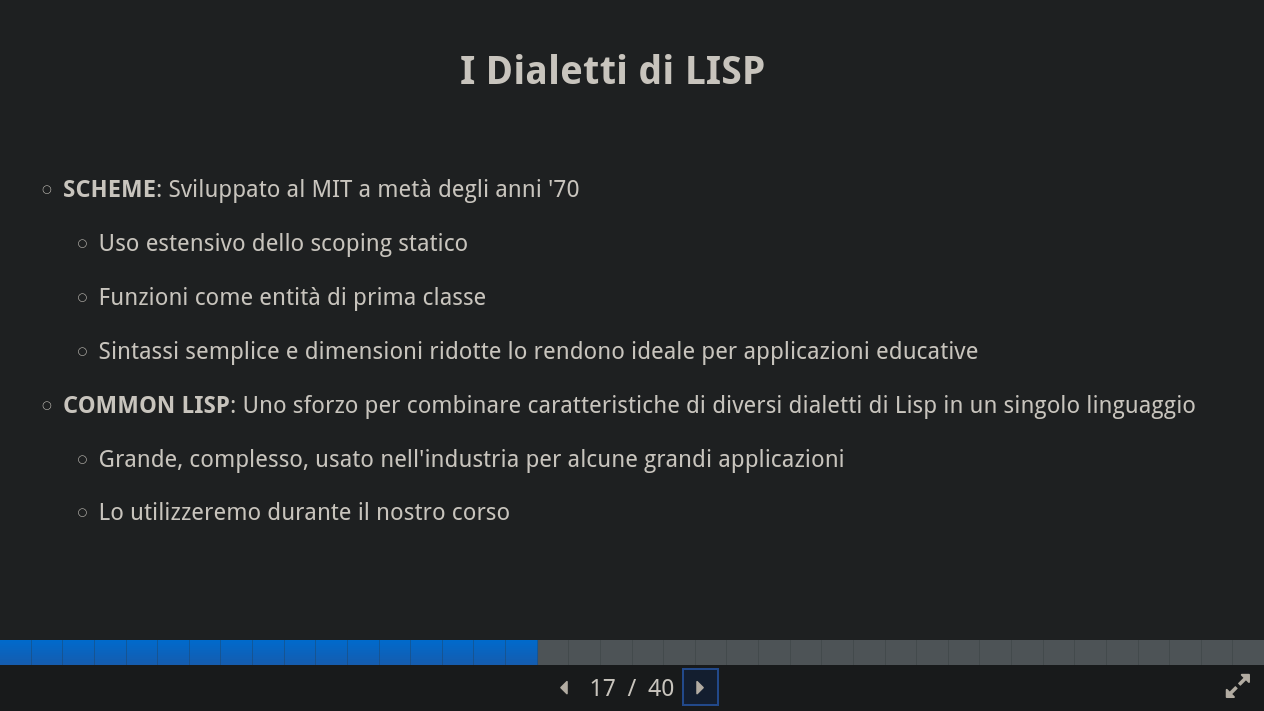 I Dialetti di LISP
SCHEME: Sviluppato al MIT a metà degli anni '70
Uso estensivo dello scoping statico
Funzioni come entità di prima classe
Sintassi semplice e dimensioni ridotte lo rendono ideale per applicazioni educative
COMMON LISP: Uno sforzo per combinare caratteristiche di diversi dialetti di Lisp in un singolo linguaggio
Grande, complesso, usato nell'industria per alcune grandi applicazioni
Lo utilizzeremo durante il nostro corso
17 / 40